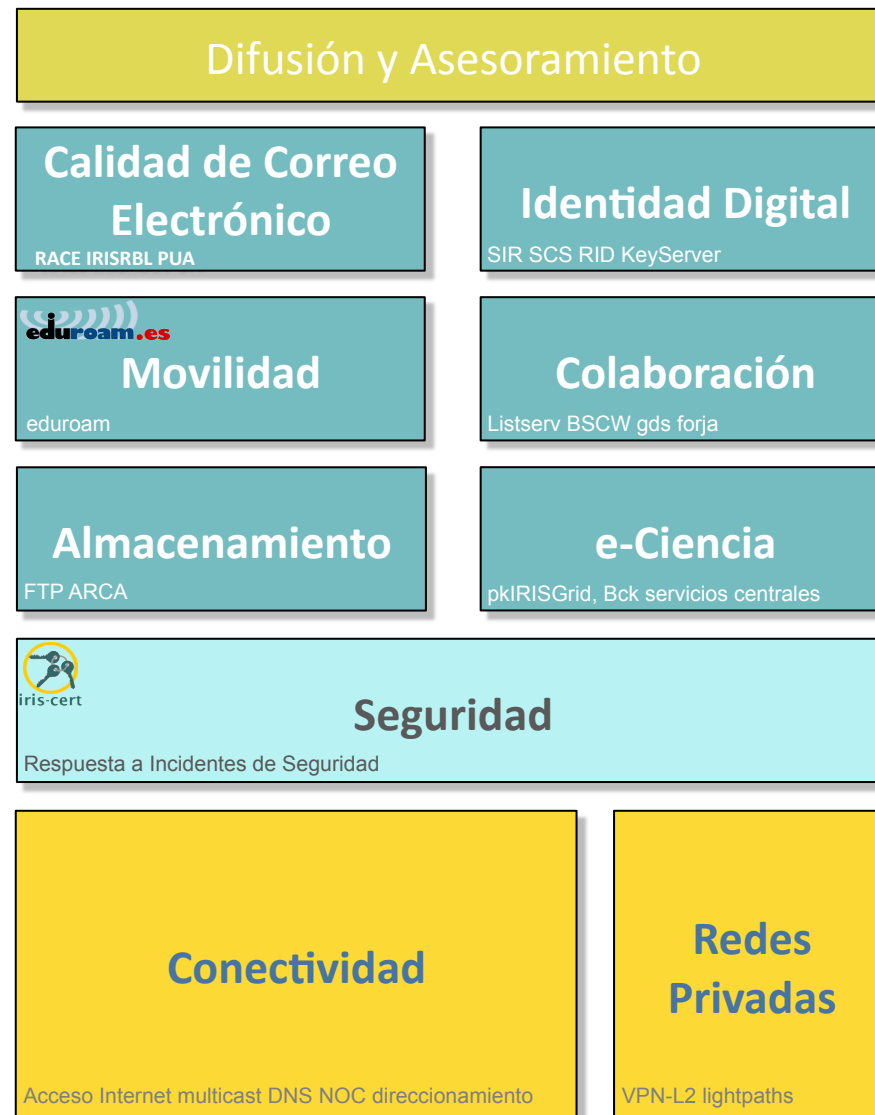 Difusión y Asesoramiento
Calidad de Correo
Electrónico
RACE IRISRBL PUA
Identidad Digital
SIR SCS RID KeyServer
eduroam.es
Movilidad
eduroam
Colaboración
Listserv BSCW gds forja
Almacenamiento
FTP ARCA
e-Ciencia
pkIRISGrid, Bck servicios centrales
iris-cert
Seguridad
Respuesta a Incidentes de Seguridad
Conectividad
Acceso Internet multicast DNS NOC direccionamiento
Redes
Privadas
VPN-L2 lightpaths